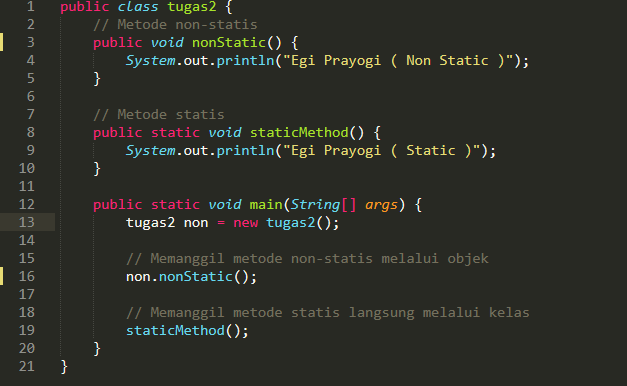 1 public class tugas2 {
2     // Metode non-statis
3     public void nonStatic() {
4         System.out.println("Egi Prayogi ( Non Static )");
5     }
6
7     // Metode statis
8     public static void staticMethod() {
9         System.out.println("Egi Prayogi ( Static )");
10     }
11
12     public static void main(String[] args) {
13         tugas2 non = new tugas2();
14
15         // Memanggil metode non-statis melalui objek
16         non.nonStatic();
17
18         // Memanggil metode statis langsung melalui kelas
19         staticMethod();
20     }
21 }